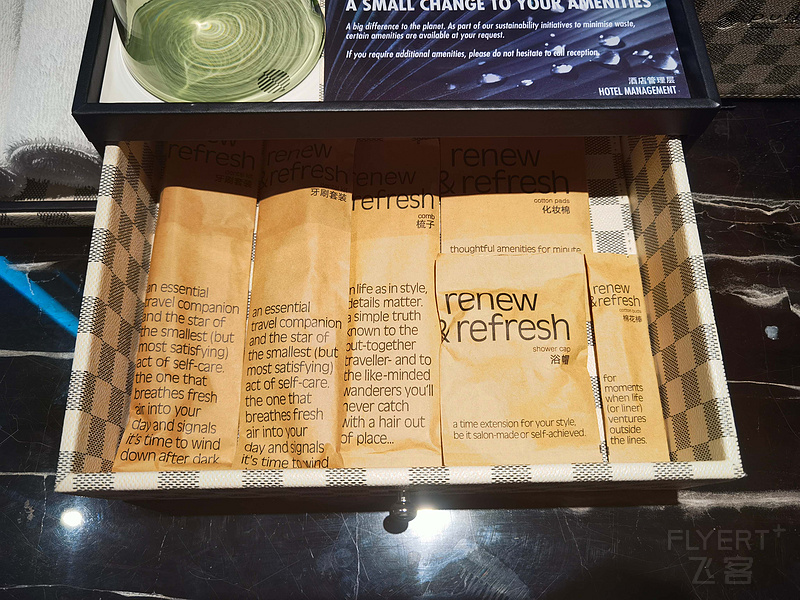 A SMALL CHANGE TO YOUR AMENITIES
A big difference to the planet. As part of our sustainability initiatives to minimise waste,
certain amenities are available at your request.
If you require additional amenities, please do not hesitate to call reception.
酒店管理层
HOTEL MANAGEMENT
renew
& refresh
牙刷套装
an essential
travel companion
and the star of
the smallest (but
most satisfying)
act of self-care.
the one that
breathes fresh
air into your
day and signals
it's time to wind
down after dark
renew
& refresh
牙刷套装
an essential
travel companion
and the star of
the smallest (but
most satisfying)
act of self-care.
the one that
breathes fresh
air into your
day and signals
it's time to wind
renew
& refresh
comb
梳子
in life as in style,
details matter.
a simple truth
known to the
put-together
traveller- and to
the like-minded
wanderers you'll
never catch
with a hair out
of place...
renew
& refresh
cotton pads
化妆棉
thoughtful amenities for minute
renew
& refresh
shower cap
浴帽
a time extension for your style,
be it salon-made or self-achieved.
renew
& refresh
cotton buds
棉花棒
for
moments
when life
(or liner)
ventures
outside
the lines.
FLYERT+
飞客